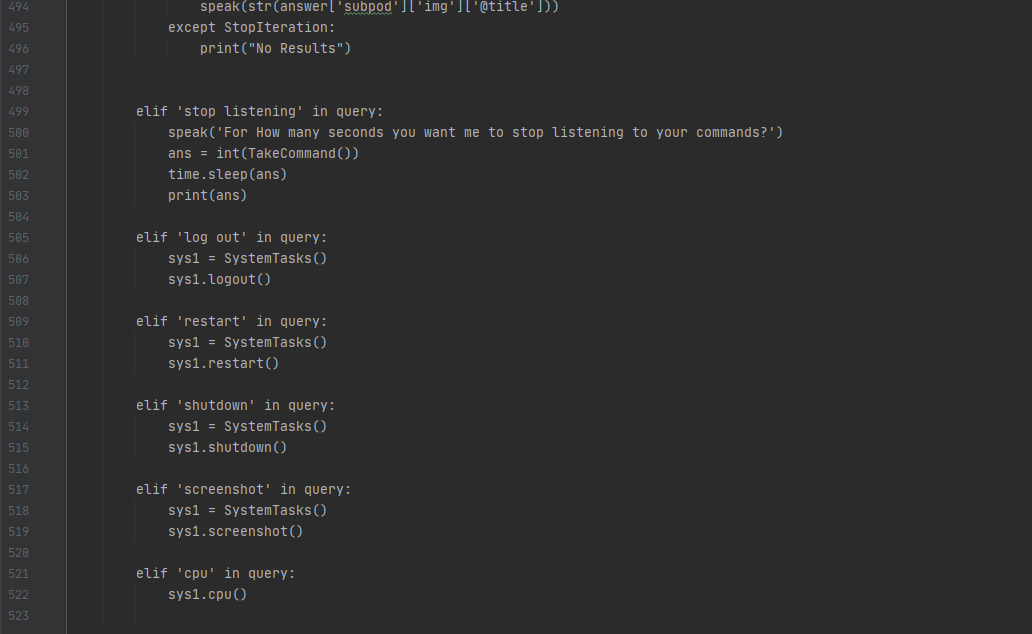 494 speak(str(answer['subpod']['img']['@title']))
495 except StopIteration:
496 print("No Results")
497
498
499 elif 'stop listening' in query:
500 speak('For How many seconds you want me to stop listening to your commands?')
501 ans = int(TakeCommand())
502 time.sleep(ans)
503 print(ans)
504
505 elif 'log out' in query:
506 sys1 = SystemTasks()
507 sys1.logout()
508
509 elif 'restart' in query:
510 sys1 = SystemTasks()
511 sys1.restart()
512
513 elif 'shutdown' in query:
514 sys1 = SystemTasks()
515 sys1.shutdown()
516
517 elif 'screenshot' in query:
518 sys1 = SystemTasks()
519 sys1.screenshot()
520
521 elif 'cpu' in query:
522 sys1.cpu()
523